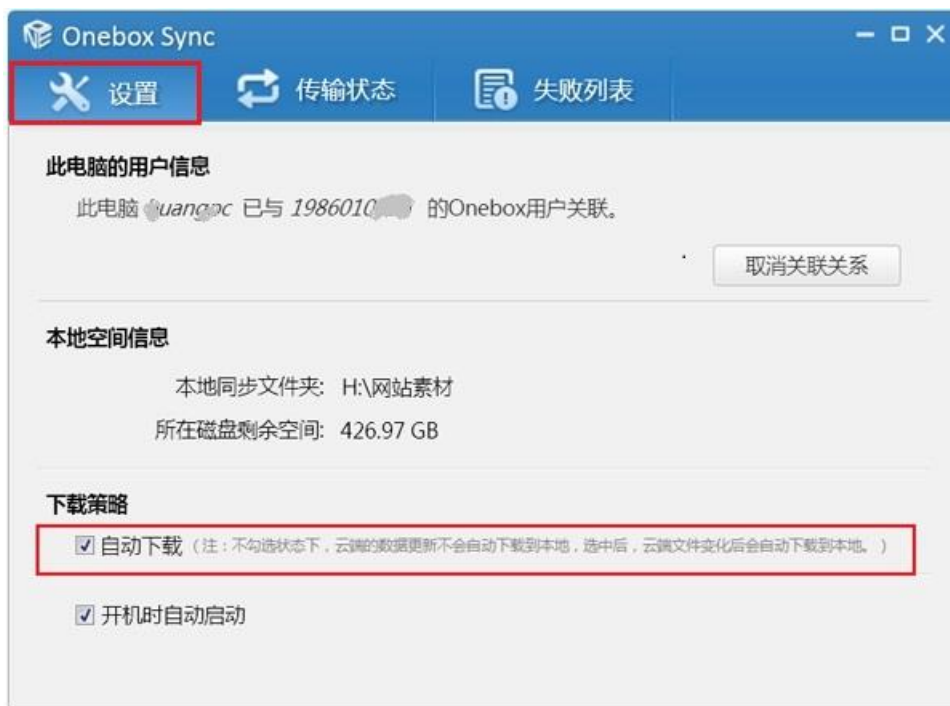 Onebox Sync
设置
传输状态
失败列表
此电脑的用户信息
此电脑 已与 1986010 的Onebox用户关联。
取消关联关系
本地空间信息
本地同步文件夹: H:\网站素材
所在磁盘剩余空间: 426.97 GB
下载策略
自动下载（注：不勾选状态下，云端的数据更新不会自动下载到本地，选中后，云端文件变化后会自动下载到本地。）
开机时自动启动